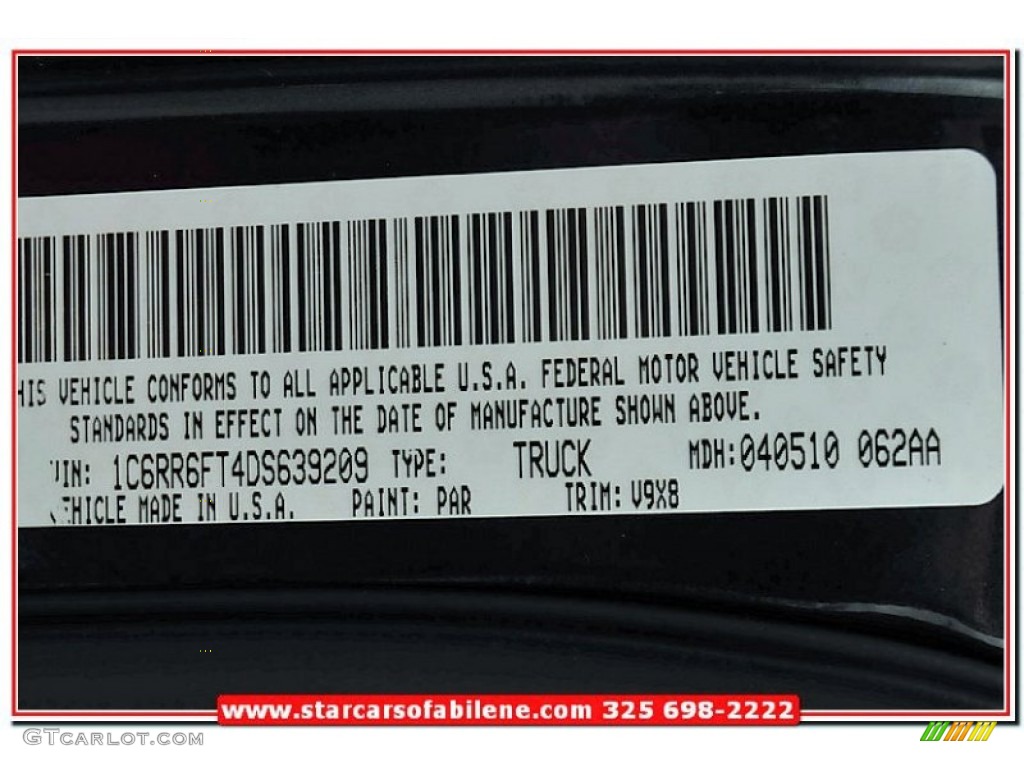 HIS VEHICLE CONFORMS TO ALL APPLICABLE U.S.A. FEDERAL MOTOR VEHICLE SAFETY
STANDARDS IN EFFECT ON THE DATE OF MANUFACTURE SHOWN ABOVE.
VIN: 1C6RR6FT4DS639209 TYPE: TRUCK MDH:040510 062AA
VEHICLE MADE IN U.S.A. PAINT: PAR TRIM: V9X8
www.starcarsofabilene.com 325 698-2222
GTCARLOT.COM